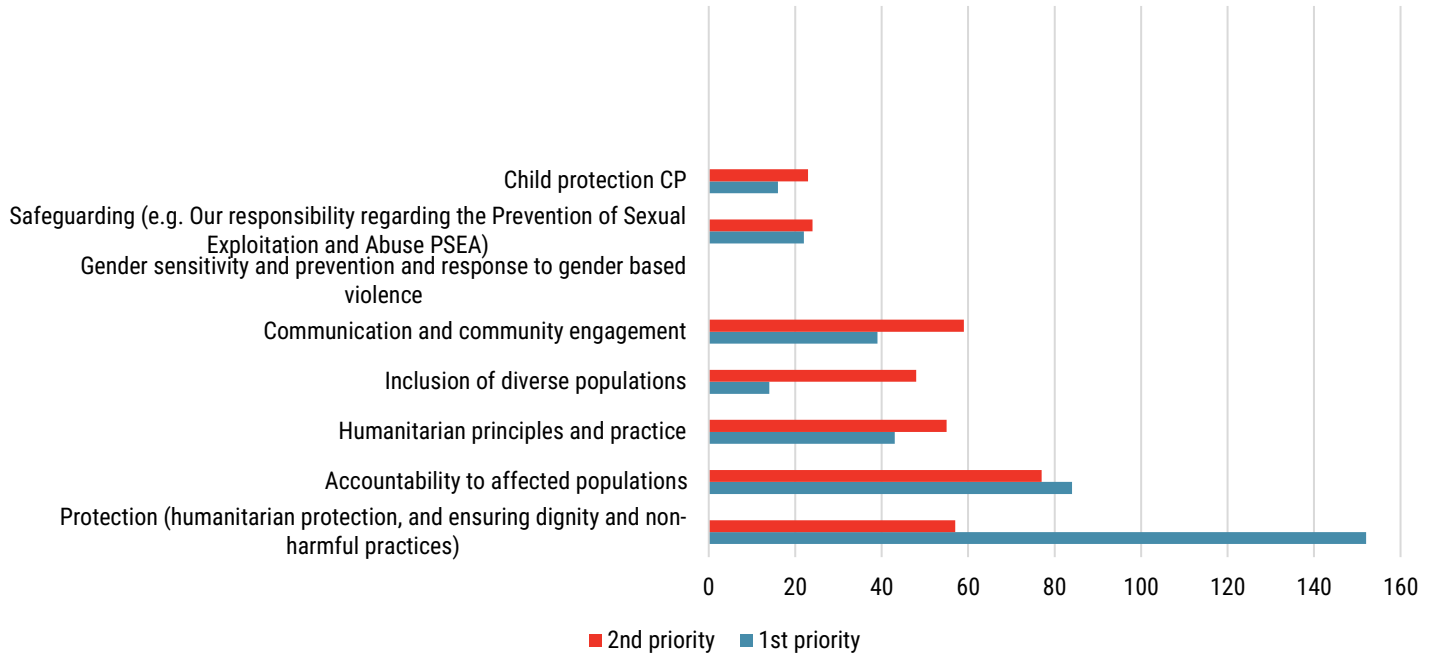 Child protection CP
Safeguarding (e.g. Our responsibility regarding the Prevention of Sexual
Exploitation and Abuse PSEA)
Gender sensitivity and prevention and response to gender based
violence
Communication and community engagement
Inclusion of diverse populations
Humanitarian principles and practice
Accountability to affected populations
Protection (humanitarian protection, and ensuring dignity and non-
harmful practices)
0 20 40 60 80 100 120 140 160
2nd priority 1st priority